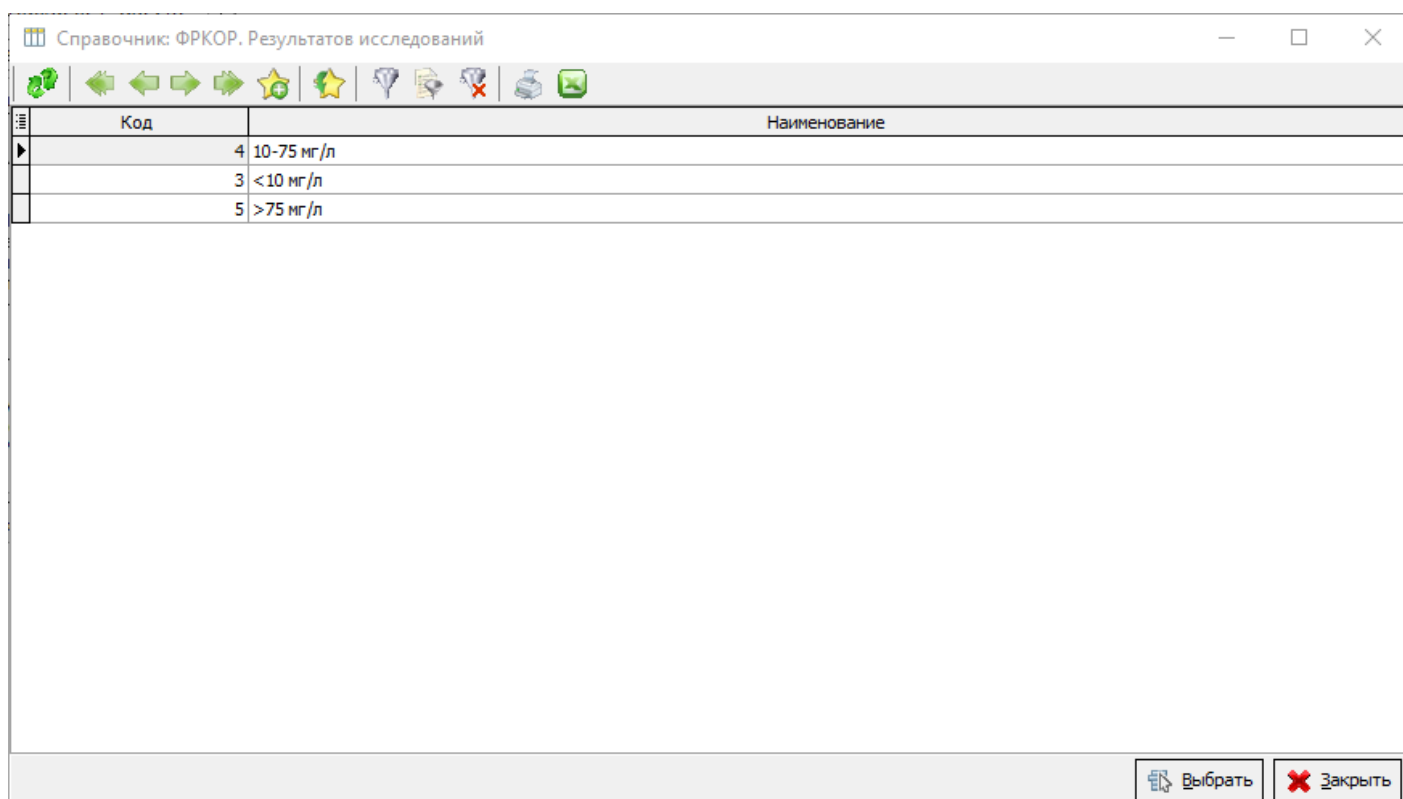 Справочник: ФРКОР. Результатов исследований
Код Наименование
4 10-75 мг/л
3 <10 мг/л
5 >75 мг/л
Выбрать Закрыть